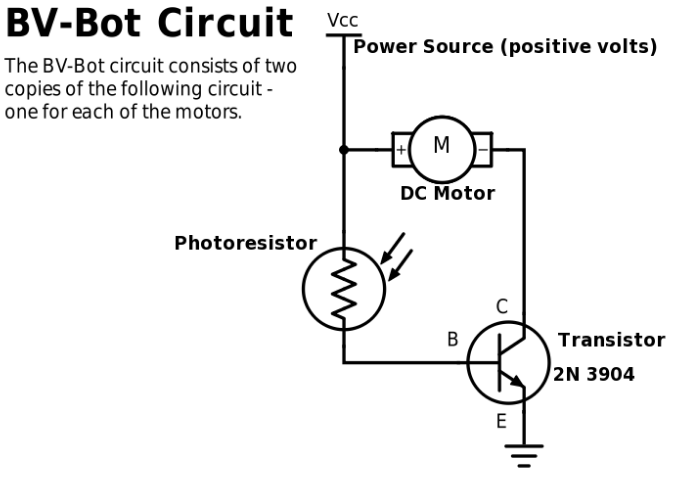 BV-Bot Circuit
The BV-Bot circuit consists of two
copies of the following circuit -
one for each of the motors.
Vcc
Power Source (positive volts)
+
M
−
DC Motor
Photoresistor
C
B
Transistor
2N 3904
E